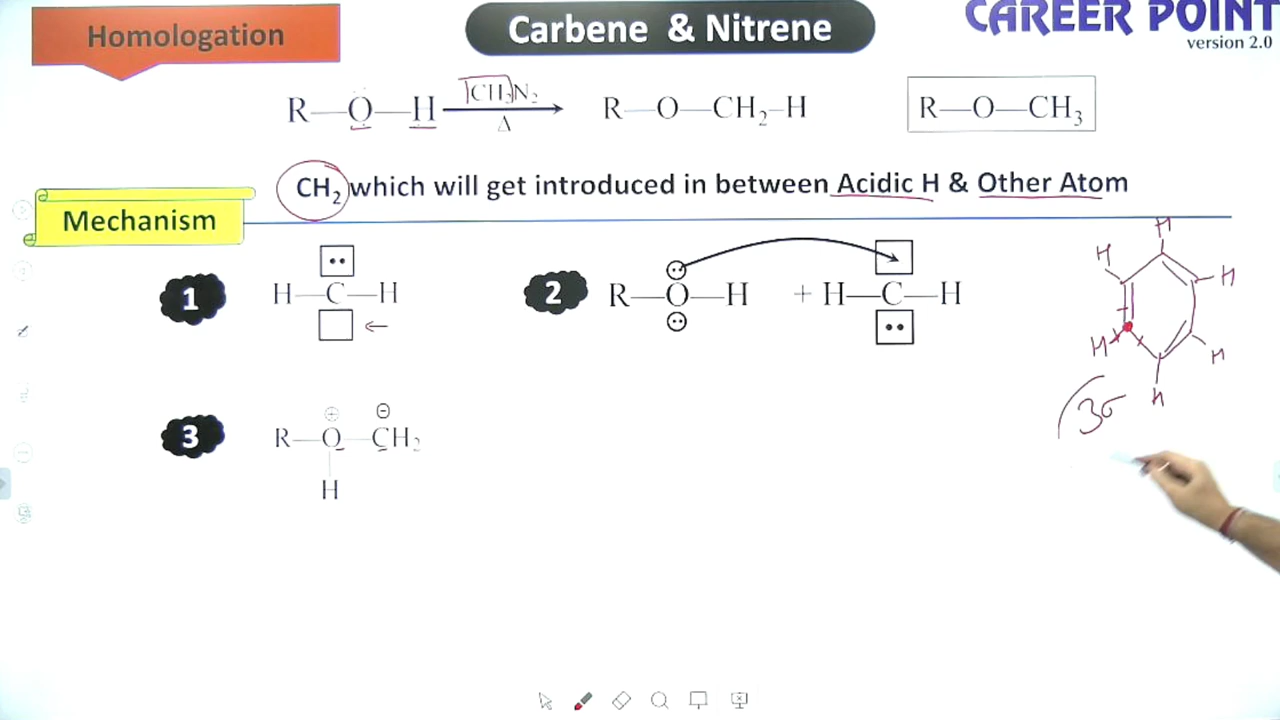 Homologation
Carbene & Nitrene
CAREER POINT
version 2.0
R—O—H CH₂N₂ Δ R—O—CH₂–H R—O—CH₃
CH₂ which will get introduced in between Acidic H & Other Atom
Mechanism
1 H—C—H
2 R—O—H + H—C—H
3 R—O—CH₂
⊕ ⊖
H
H
H
H
H
H
H
3σ